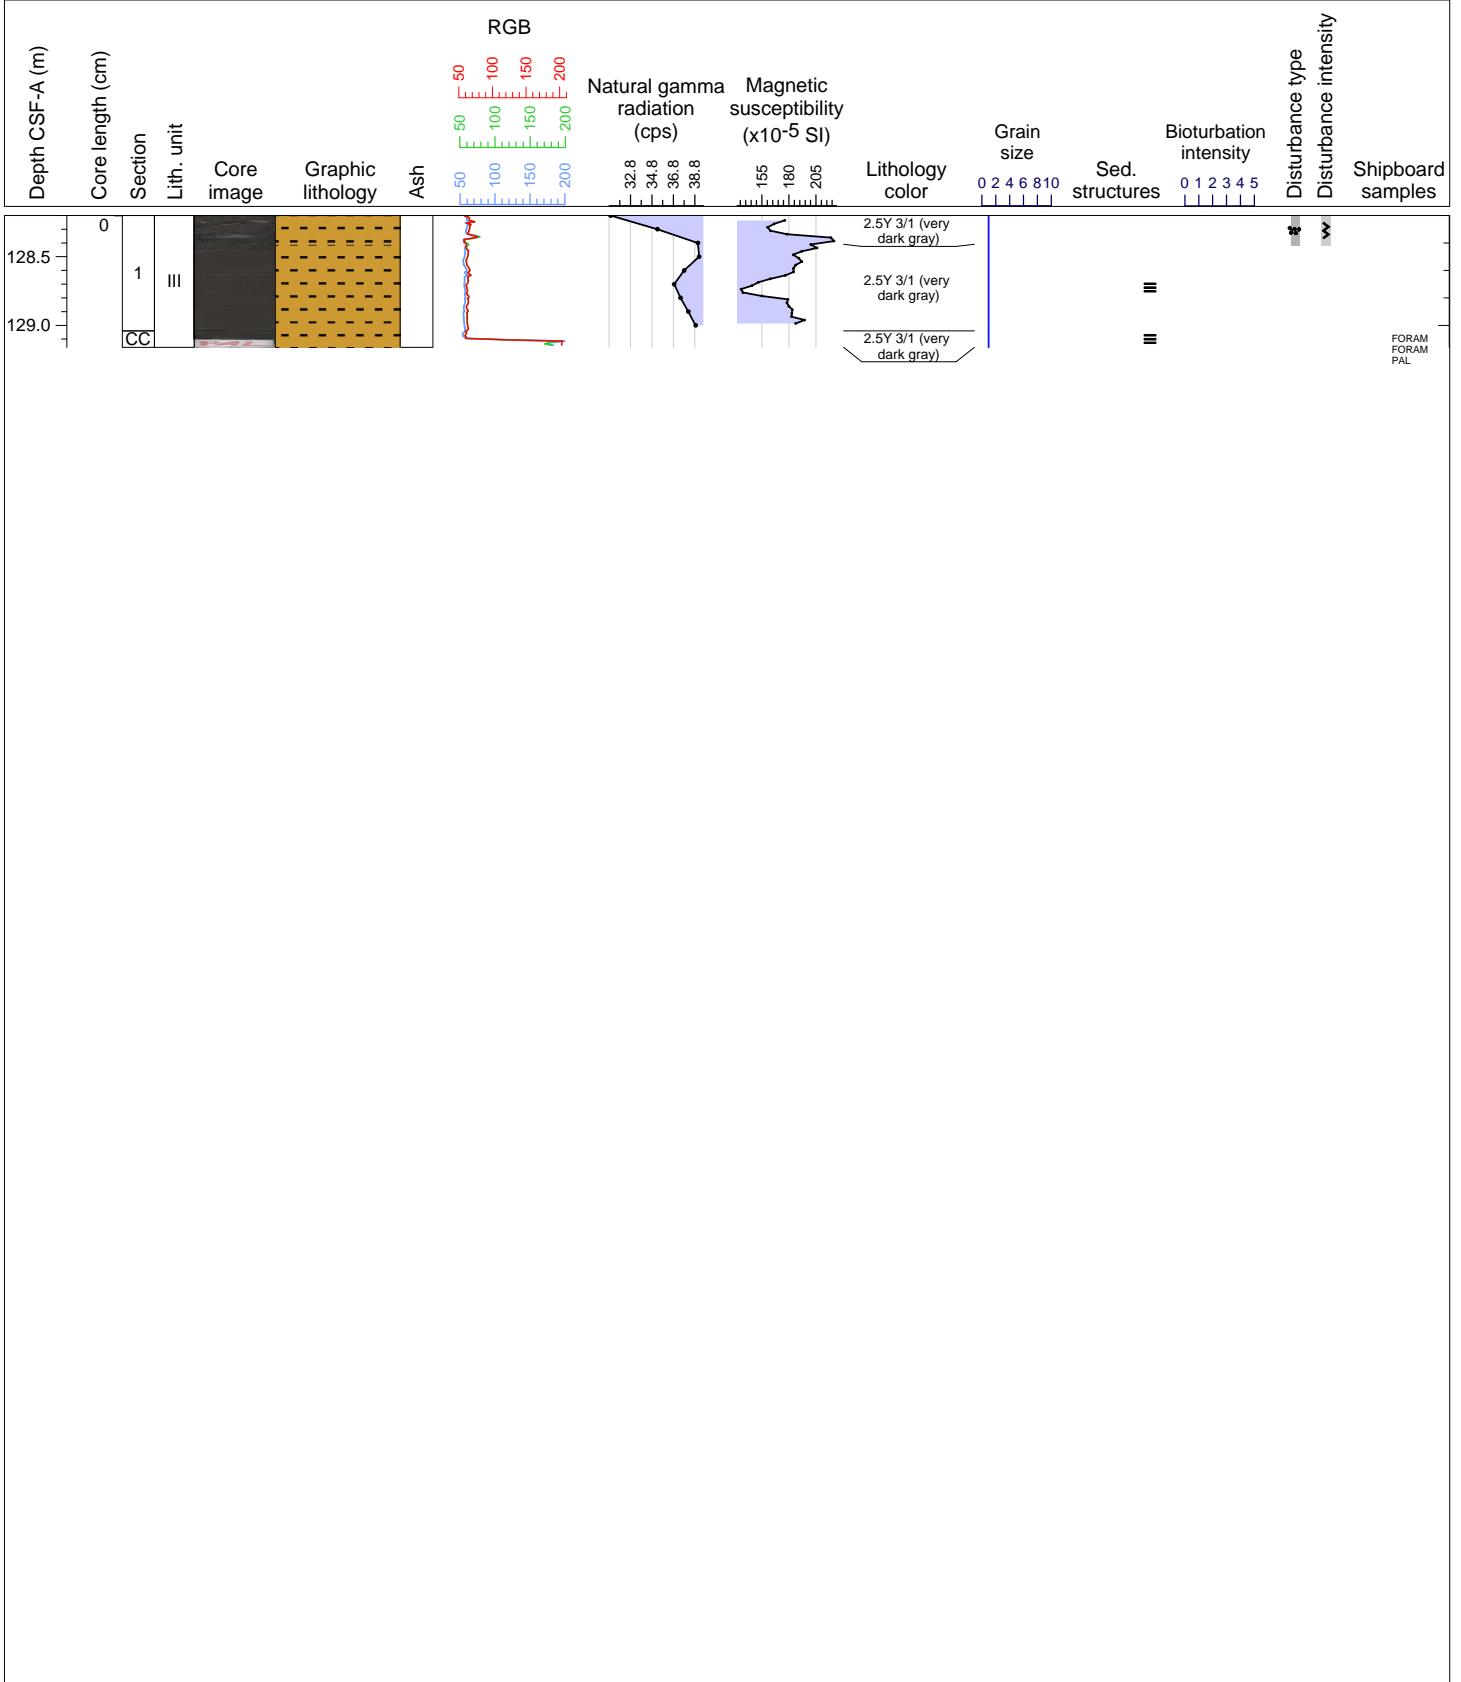 Depth CSF-A (m)
Core length (cm)
Section
Lith. unit
Core
image
Graphic
lithology
Ash
RGB
50 100 150 200
50 100 150 200
50 100 150 200
Natural gamma
radiation
(cps)
32.8 34.8 36.8 38.8
Magnetic
susceptibility
(x10-5 SI)
155 180 205
Lithology
color
Grain
size
0 2 4 6 8 10
Sed.
structures
Bioturbation
intensity
0 1 2 3 4 5
Disturbance type
Disturbance intensity
Shipboard
samples
0
128.5
129.0
1
CC
III
PAL
2.5Y 3/1 (very
dark gray)
2.5Y 3/1 (very
dark gray)
2.5Y 3/1 (very
dark gray)
FORAM
FORAM
PAL